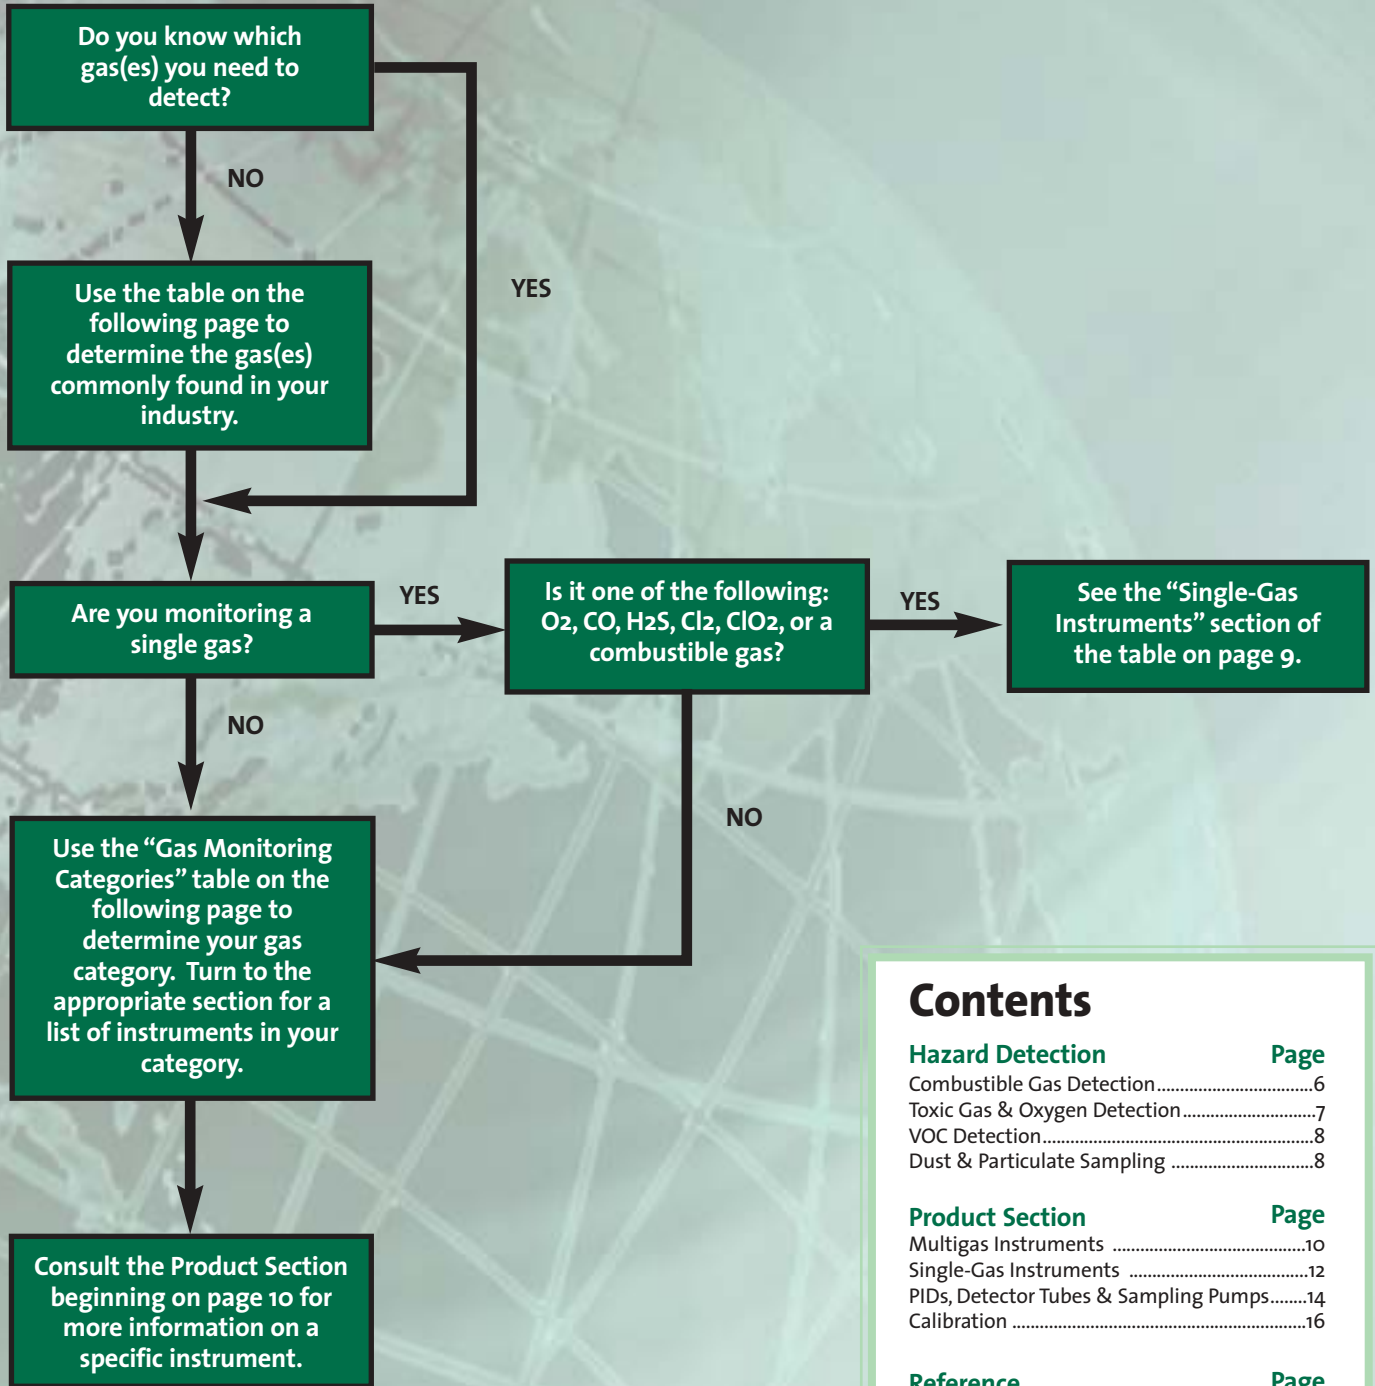 Do you know which
gas(es) you need to
detect?
NO
YES
Use the table on the
following page to
determine the gas(es)
commonly found in your
industry.
Are you monitoring a
single gas?
YES
Is it one of the following:
O2, CO, H2S, Cl2, ClO2, or a
combustible gas?
YES
See the “Single-Gas
Instruments” section of
the table on page 9.
NO
NO
Use the “Gas Monitoring
Categories” table on the
following page to
determine your gas
category.  Turn to the
appropriate section for a
list of instruments in your
category.
Consult the Product Section
beginning on page 10 for
more information on a
specific instrument.
Contents
Hazard Detection Page
Combustible Gas Detection..................................6
Toxic Gas & Oxygen Detection.............................7
VOC Detection...........................................................8
Dust & Particulate Sampling ...............................8
Product Section Page
Multigas Instruments ..........................................10
Single-Gas Instruments .......................................12
PIDs, Detector Tubes & Sampling Pumps........14
Calibration ................................................................16
Reference Page